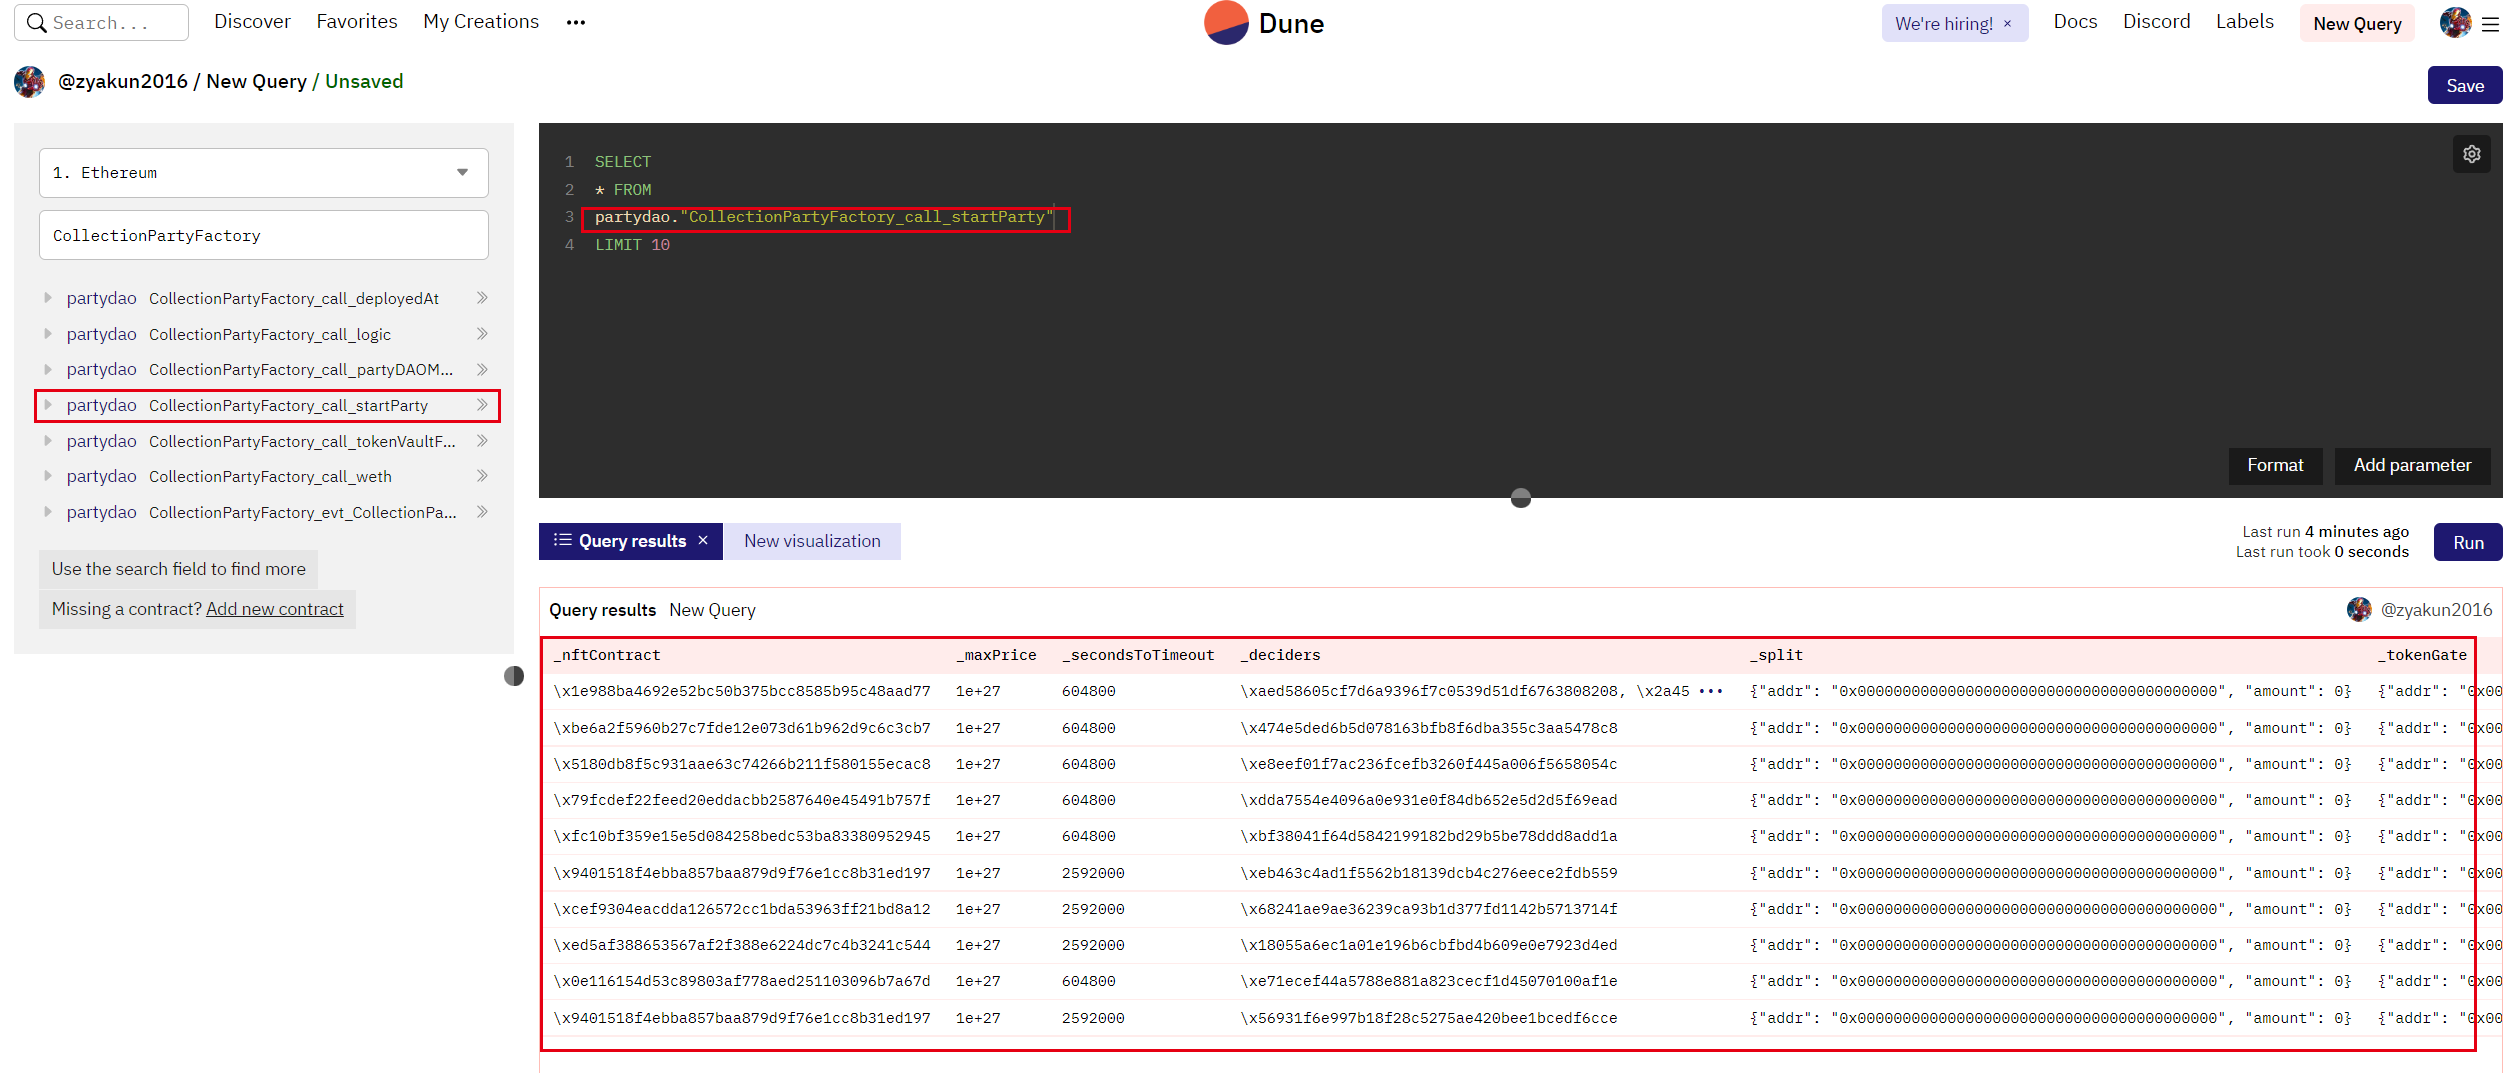 Search... Discover Favorites My Creations ••• Dune We're hiring! × Docs Discord Labels New Query
@zyakun2016 / New Query / Unsaved
Save
1. Ethereum
CollectionPartyFactory
partydao CollectionPartyFactory_call_deployedAt
partydao CollectionPartyFactory_call_logic
partydao CollectionPartyFactory_call_partyDAOM...
partydao CollectionPartyFactory_call_startParty
partydao CollectionPartyFactory_call_tokenVaultF...
partydao CollectionPartyFactory_call_weth
partydao CollectionPartyFactory_evt_CollectionPa...
Use the search field to find more
Missing a contract? Add new contract
1 SELECT
2 * FROM
3 partydao."CollectionPartyFactory_call_startParty"
4 LIMIT 10
Format Add parameter
Query results × New visualization
Last run 4 minutes ago
Last run took 0 seconds
Run
Query results New Query @zyakun2016
_nftContract _maxPrice _secondsToTimeout _deciders _split _tokenGate
\x1e988ba4692e52bc50b375bcc8585b95c48aad77 1e+27 604800 \xaed58605cf7d6a9396f7c0539d51df6763808208, \x2a45 ••• {"addr": "0x0000000000000000000000000000000000000000", "amount": 0} {"addr": "0x00
\xbe6a2f5960b27c7fde12e073d61b962d9c6c3cb7 1e+27 604800 \x474e5ded6b5d078163bfb8f6dba355c3aa5478c8 {"addr": "0x0000000000000000000000000000000000000000", "amount": 0} {"addr": "0x00
\x5180db8f5c931aae63c74266b211f580155ecac8 1e+27 604800 \xe8eef01f7ac236fcefb3260f445a006f5658054c {"addr": "0x0000000000000000000000000000000000000000", "amount": 0} {"addr": "0x00
\x79fcdef22feed20eddacbb2587640e45491b757f 1e+27 604800 \xdda7554e4096a0e931e0f84db652e5d2d5f69ead {"addr": "0x0000000000000000000000000000000000000000", "amount": 0} {"addr": "0x00
\xfc10bf359e15e5d084258bedc53ba83380952945 1e+27 604800 \xbf38041f64d5842199182bd29b5be78ddd8add1a {"addr": "0x0000000000000000000000000000000000000000", "amount": 0} {"addr": "0x00
\x9401518f4ebba857baa879d9f76e1cc8b31ed197 1e+27 2592000 \xeb463c4ad1f5562b18139dcb4c276eece2fdb559 {"addr": "0x0000000000000000000000000000000000000000", "amount": 0} {"addr": "0x00
\xcef9304eacdda126572cc1bda53963ff21bd8a12 1e+27 2592000 \x68241ae9ae36239ca93b1d377fd1142b5713714f {"addr": "0x0000000000000000000000000000000000000000", "amount": 0} {"addr": "0x00
\xed5af388653567af2f388e6224dc7c4b3241c544 1e+27 2592000 \x18055a6ec1a01e196b6cbfbd4b609e0e7923d4ed {"addr": "0x0000000000000000000000000000000000000000", "amount": 0} {"addr": "0x00
\x0e116154d53c89803af778aed251103096b7a67d 1e+27 604800 \xe71ecef44a5788e881a823cecf1d45070100af1e {"addr": "0x0000000000000000000000000000000000000000", "amount": 0} {"addr": "0x00
\x9401518f4ebba857baa879d9f76e1cc8b31ed197 1e+27 2592000 \x56931f6e997b18f28c5275ae420bee1bcedf6cce {"addr": "0x0000000000000000000000000000000000000000", "amount": 0} {"addr": "0x00